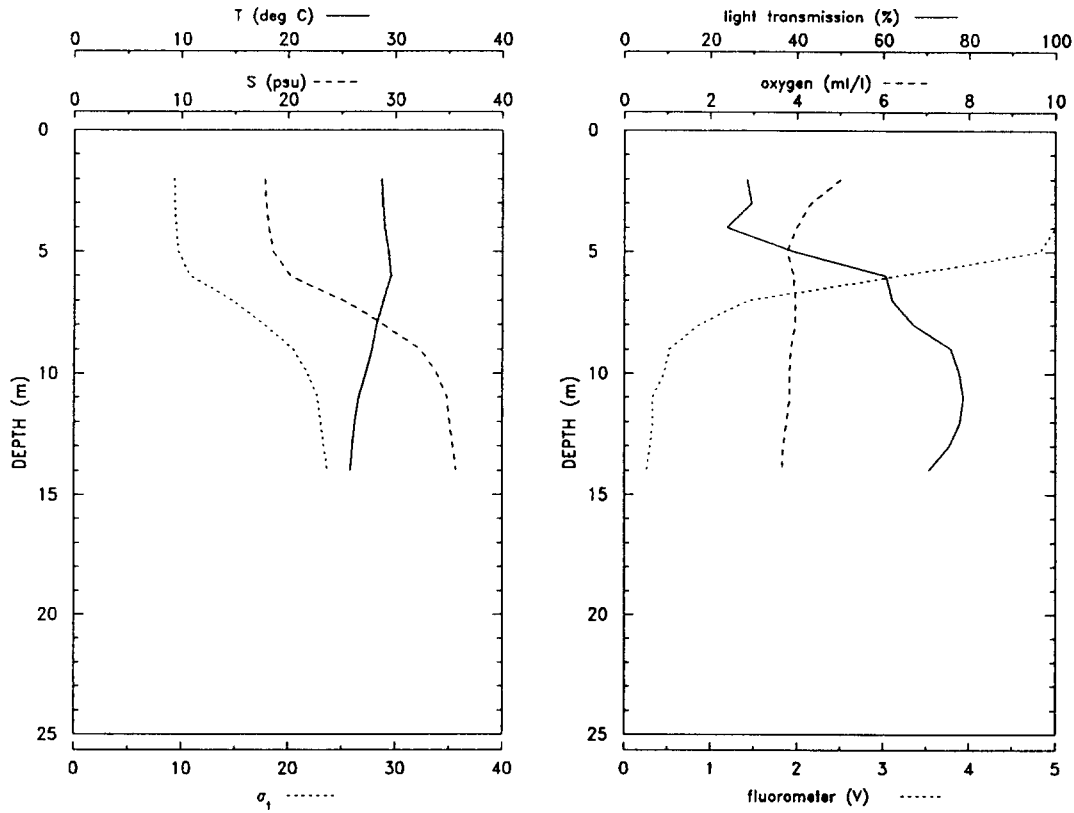 T (deg C)
0 10 20 30 40
S (psu)
0 10 20 30 40
0
5
10
15
20
25
DEPTH (m)
0 10 20 30 40
σt
light transmission (%)
0 20 40 60 80 100
oxygen (ml/l)
0 2 4 6 8 10
0
5
10
15
20
25
DEPTH (m)
0 1 2 3 4 5
fluorometer (V)